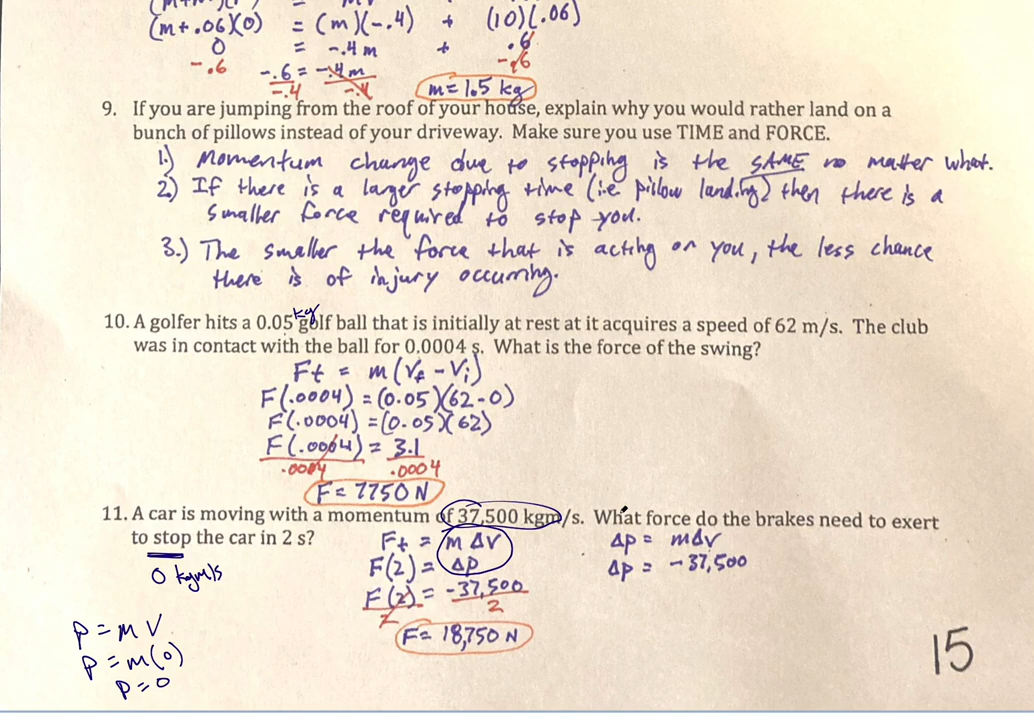 (m+.06)(0) = (m)(-.4) + (10)(.06)
0 = -.4m + .6
-.6 -.6
-.6 = -.4m
-.4 -.4
m = 1.5 kg
9. If you are jumping from the roof of your house, explain why you would rather land on a
bunch of pillows instead of your driveway. Make sure you use TIME and FORCE.
1.) Momentum change due to stopping is the SAME no matter what.
2) If there is a larger stopping time (i.e pillow landing) then there is a
smaller force required to stop you.
3.) The smaller the force that is acting on you, the less chance
there is of injury occurring.
kg
10. A golfer hits a 0.05 golf ball that is initially at rest at it acquires a speed of 62 m/s. The club
was in contact with the ball for 0.0004 s. What is the force of the swing?
Ft = m(Vf - Vi)
F(.0004) = (0.05)(62-0)
F(.0004) = (0.05)(62)
F(.0004) = 3.1
.0004 .0004
F = 7750 N
11. A car is moving with a momentum of 37,500 kgm/s. What force do the brakes need to exert
to stop the car in 2 s?
0 kgm/s
Ft = m Δv
F(2) = Δp
F(2) = -37,500
2 2
F = 18,750 N
Δp = mΔv
Δp = -37,500
p = m v
p = m(0)
p = 0
15